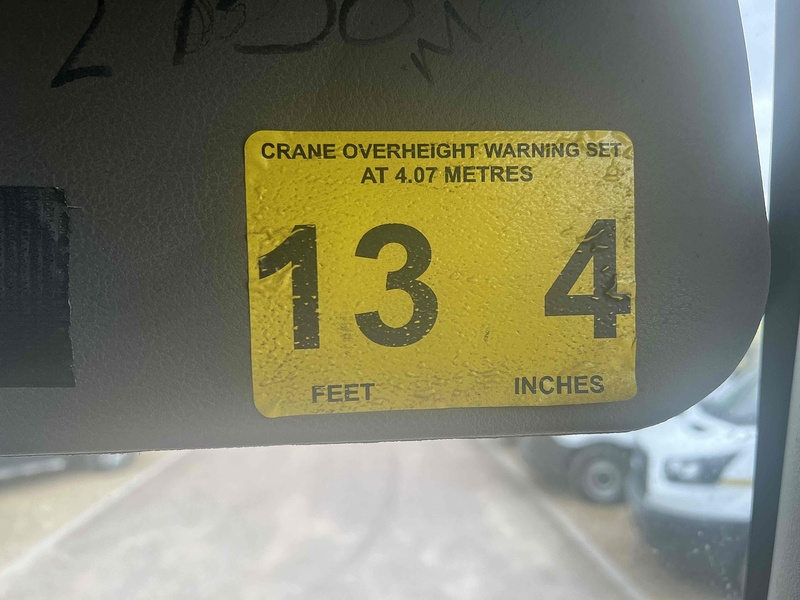 CRANE OVERHEIGHT WARNING SET
AT 4.07 METRES
13 4
FEET INCHES